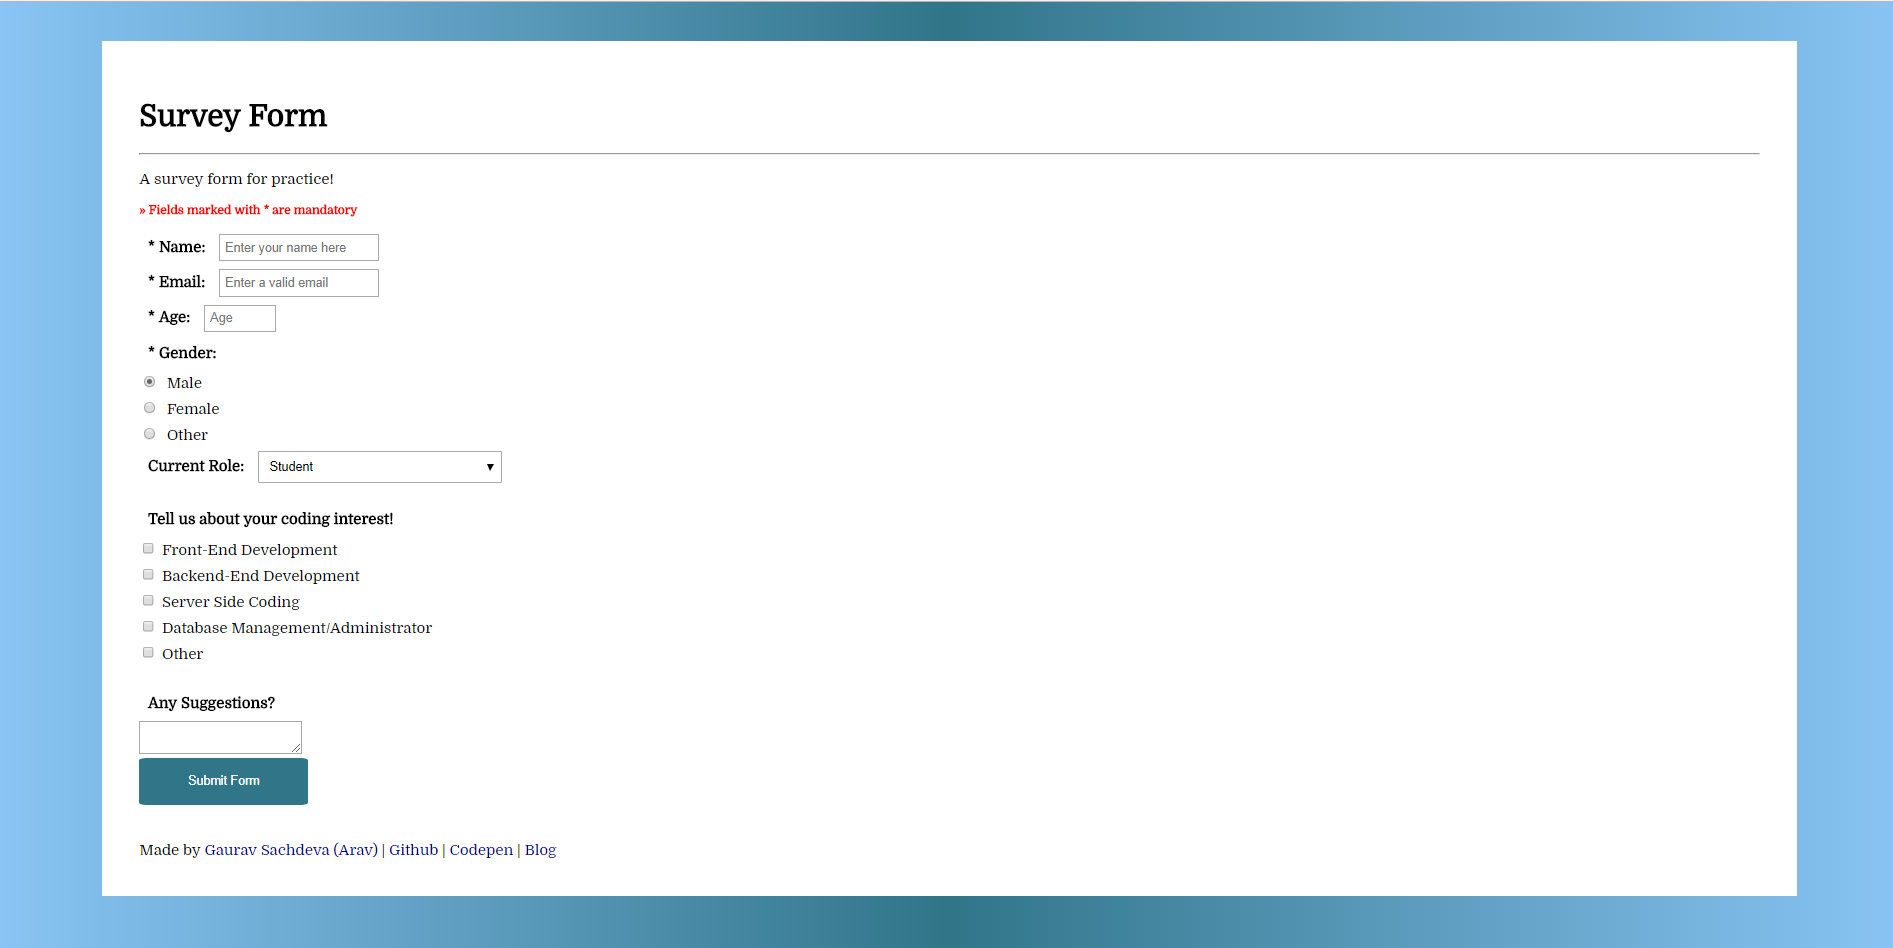 Survey Form
A survey form for practice!
» Fields marked with * are mandatory
* Name: Enter your name here
* Email: Enter a valid email
* Age: Age
* Gender:
Male
Female
Other
Current Role: Student
Tell us about your coding interest!
Front-End Development
Backend-End Development
Server Side Coding
Database Management/Administrator
Other
Any Suggestions?
Submit Form
Made by Gaurav Sachdeva (Arav) | Github | Codepen | Blog